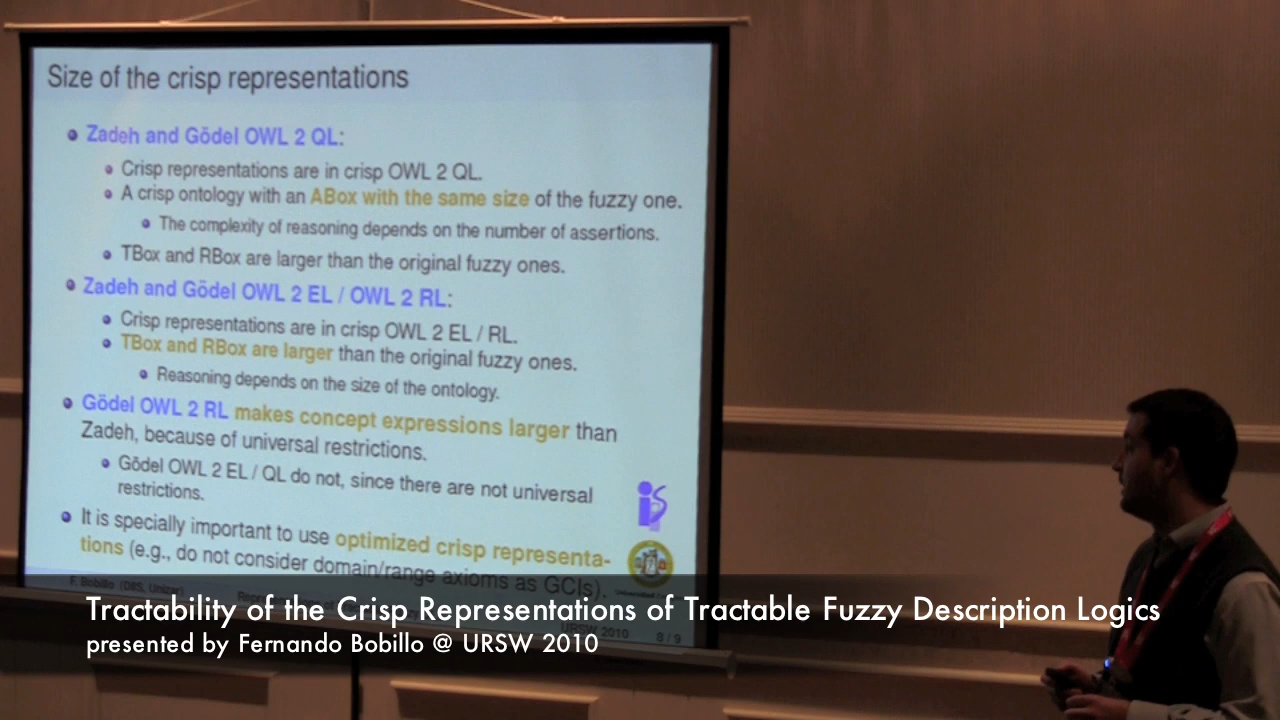 Size of the crisp representations
Zadeh and Gödel OWL 2 QL:
Crisp representations are in crisp OWL 2 QL.
A crisp ontology with an ABox with the same size of the fuzzy one.
The complexity of reasoning depends on the number of assertions.
TBox and RBox are larger than the original fuzzy ones.
Zadeh and Gödel OWL 2 EL / OWL 2 RL:
Crisp representations are in crisp OWL 2 EL / RL.
TBox and RBox are larger than the original fuzzy ones.
Reasoning depends on the size of the ontology.
Gödel OWL 2 RL makes concept expressions larger than
Zadeh, because of universal restrictions.
Gödel OWL 2 EL / QL do not, since there are not universal
restrictions.
It is specially important to use optimized crisp representa-
tions (e.g., do not consider domain/range axioms as GCIs).
F. Bobillo (DIIS, Unizar)
URSW 2010 8 / 9
Tractability of the Crisp Representations of Tractable Fuzzy Description Logics
presented by Fernando Bobillo @ URSW 2010